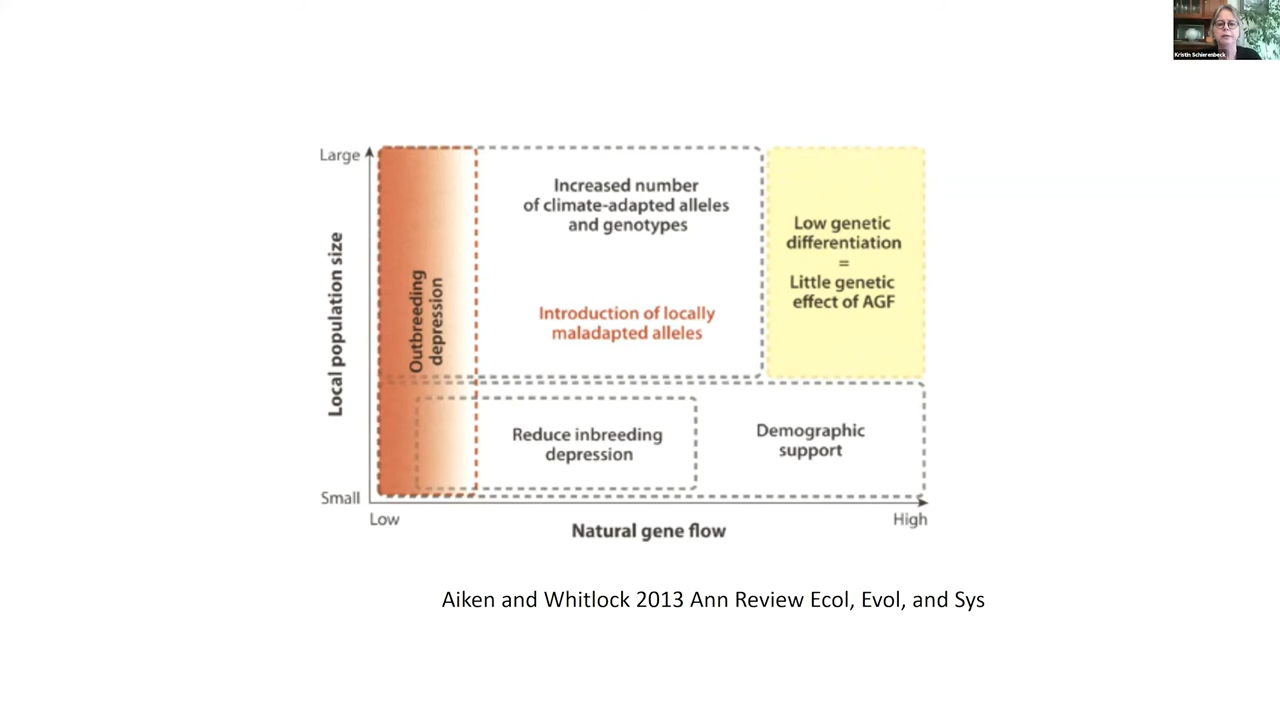 Kristin Schierenbeck
Large
Local population size
Small
Outbreeding
depression
Increased number
of climate-adapted alleles
and genotypes
Introduction of locally
maladapted alleles
Low genetic
differentiation
=
Little genetic
effect of AGF
Reduce inbreeding
depression
Demographic
support
Low
Natural gene flow
High
Aiken and Whitlock 2013 Ann Review Ecol, Evol, and Sys